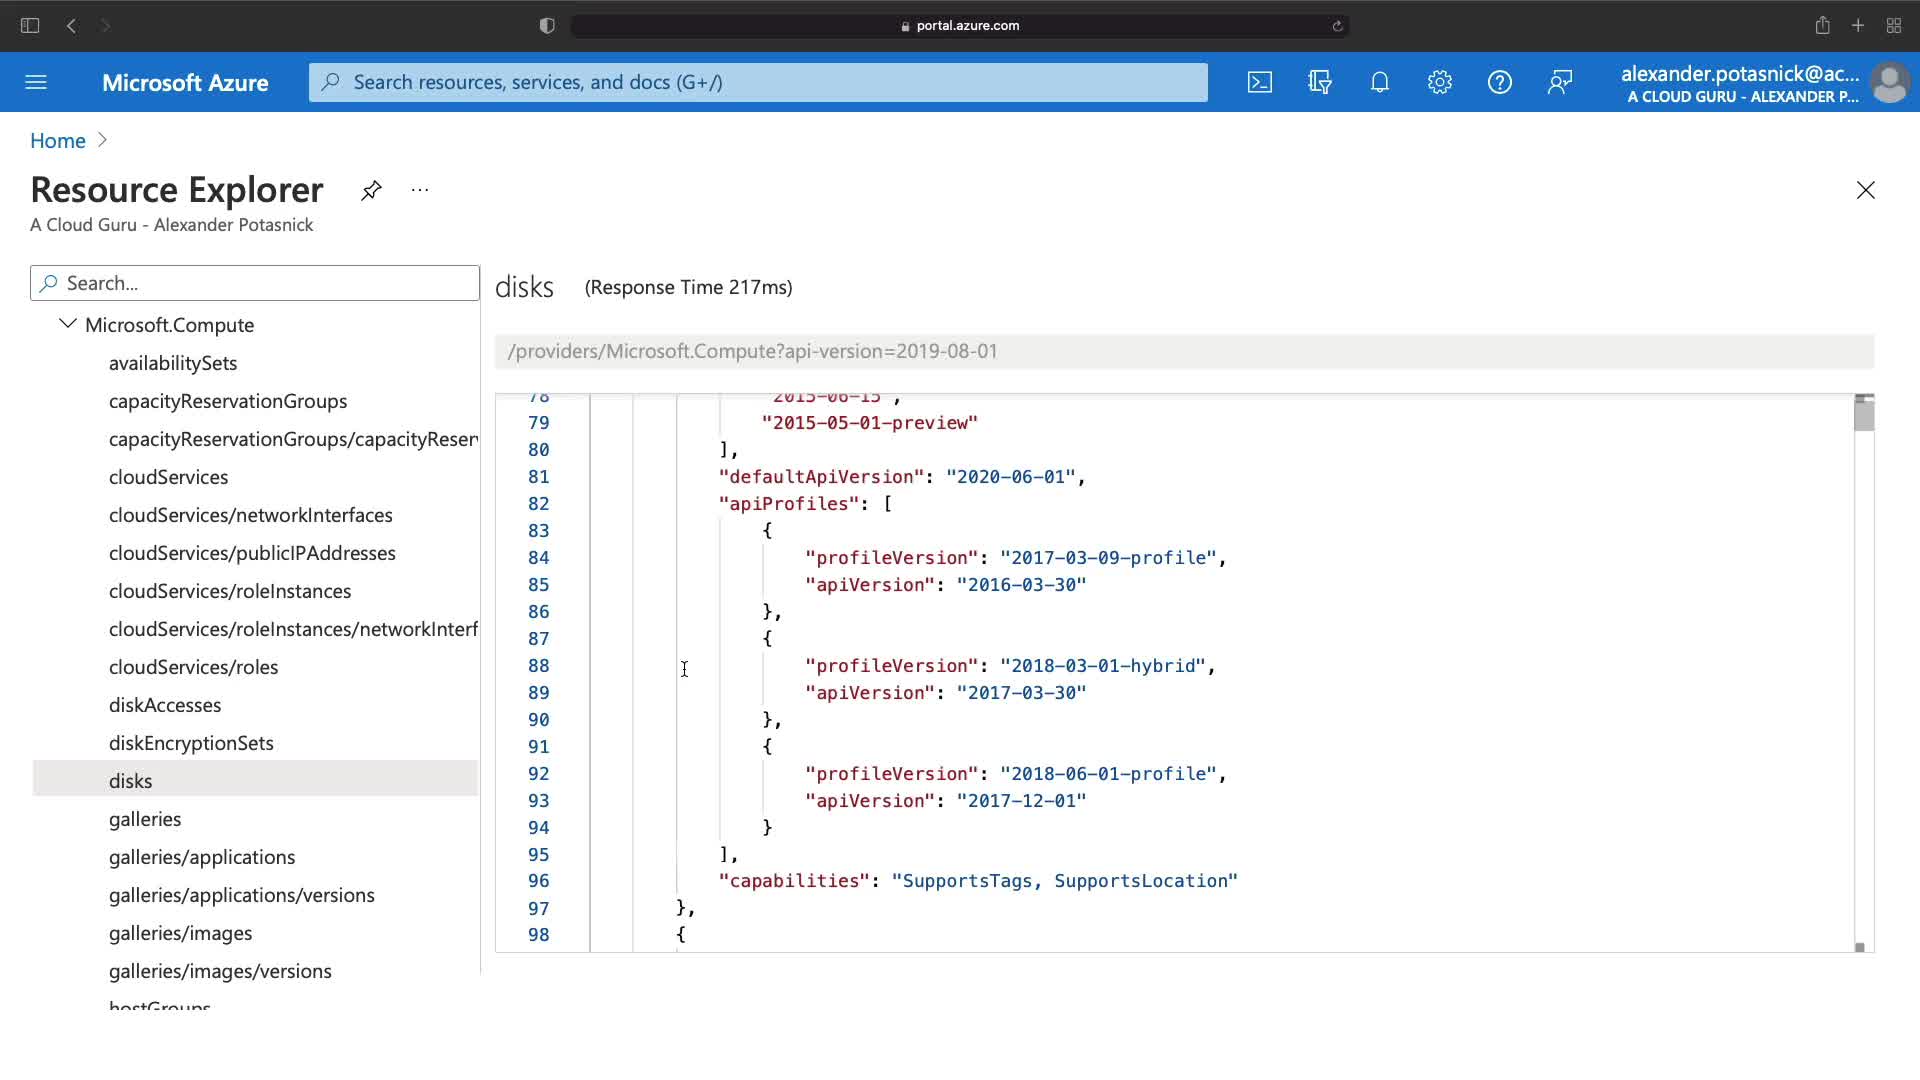 portal.azure.com
Microsoft Azure
Search resources, services, and docs (G+/)
alexander.potasnick@ac...
A CLOUD GURU - ALEXANDER P...
Home
Resource Explorer
A Cloud Guru - Alexander Potasnick
Search...
Microsoft.Compute
availabilitySets
capacityReservationGroups
capacityReservationGroups/capacityReser
cloudServices
cloudServices/networkInterfaces
cloudServices/publicIPAddresses
cloudServices/roleInstances
cloudServices/roleInstances/networkInterf
cloudServices/roles
diskAccesses
diskEncryptionSets
disks
galleries
galleries/applications
galleries/applications/versions
galleries/images
galleries/images/versions
hostGroups
disks (Response Time 217ms)
/providers/Microsoft.Compute?api-version=2019-08-01
78 "2015-06-15",
79 "2015-05-01-preview"
80 ],
81 "defaultApiVersion": "2020-06-01",
82 "apiProfiles": [
83 {
84 "profileVersion": "2017-03-09-profile",
85 "apiVersion": "2016-03-30"
86 },
87 {
88 "profileVersion": "2018-03-01-hybrid",
89 "apiVersion": "2017-03-30"
90 },
91 {
92 "profileVersion": "2018-06-01-profile",
93 "apiVersion": "2017-12-01"
94 }
95 ],
96 "capabilities": "SupportsTags, SupportsLocation"
97 },
98 {